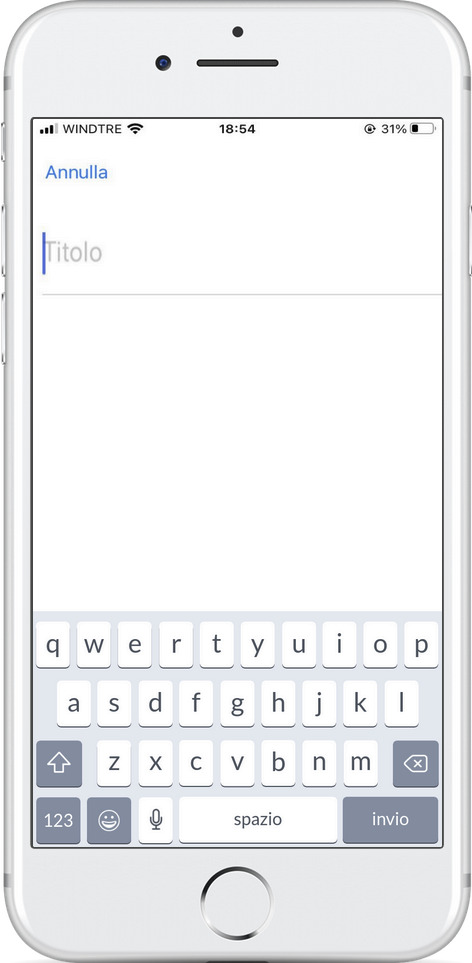 WINDTRE 18:54 31%
Annulla
Titolo
q w e r t y u i o p
a s d f g h j k l
z x c v b n m
123 spazio invio